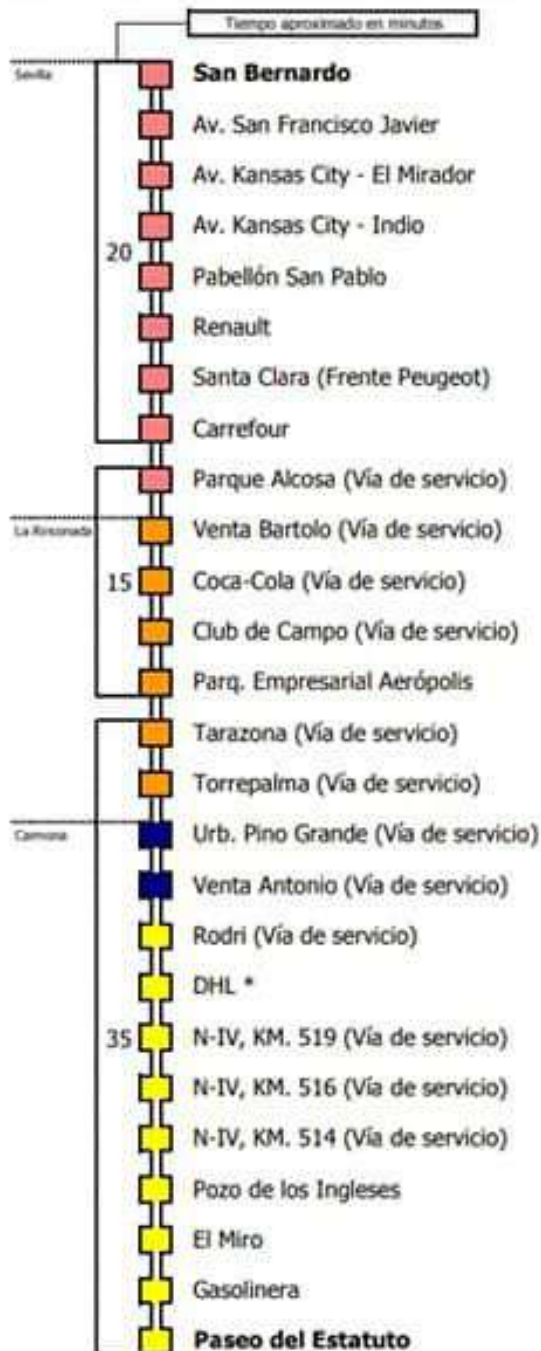 Tiempo aproximado en minutos
Sevilla
San Bernardo
Av. San Francisco Javier
Av. Kansas City - El Mirador
Av. Kansas City - Indio
20
Pabellón San Pablo
Renault
Santa Clara (Frente Peugeot)
Carrefour
Parque Alcosa (Vía de servicio)
La Rinconada
Venta Bartolo (Vía de servicio)
15
Coca-Cola (Vía de servicio)
Club de Campo (Vía de servicio)
Parq. Empresarial Aerópolis
Tarazona (Vía de servicio)
Torrepalma (Vía de servicio)
Carmona
Urb. Pino Grande (Vía de servicio)
Venta Antonio (Vía de servicio)
Rodri (Vía de servicio)
DHL *
35
N-IV, KM. 519 (Vía de servicio)
N-IV, KM. 516 (Vía de servicio)
N-IV, KM. 514 (Vía de servicio)
Pozo de los Ingleses
El Miro
Gasolinera
Paseo del Estatuto